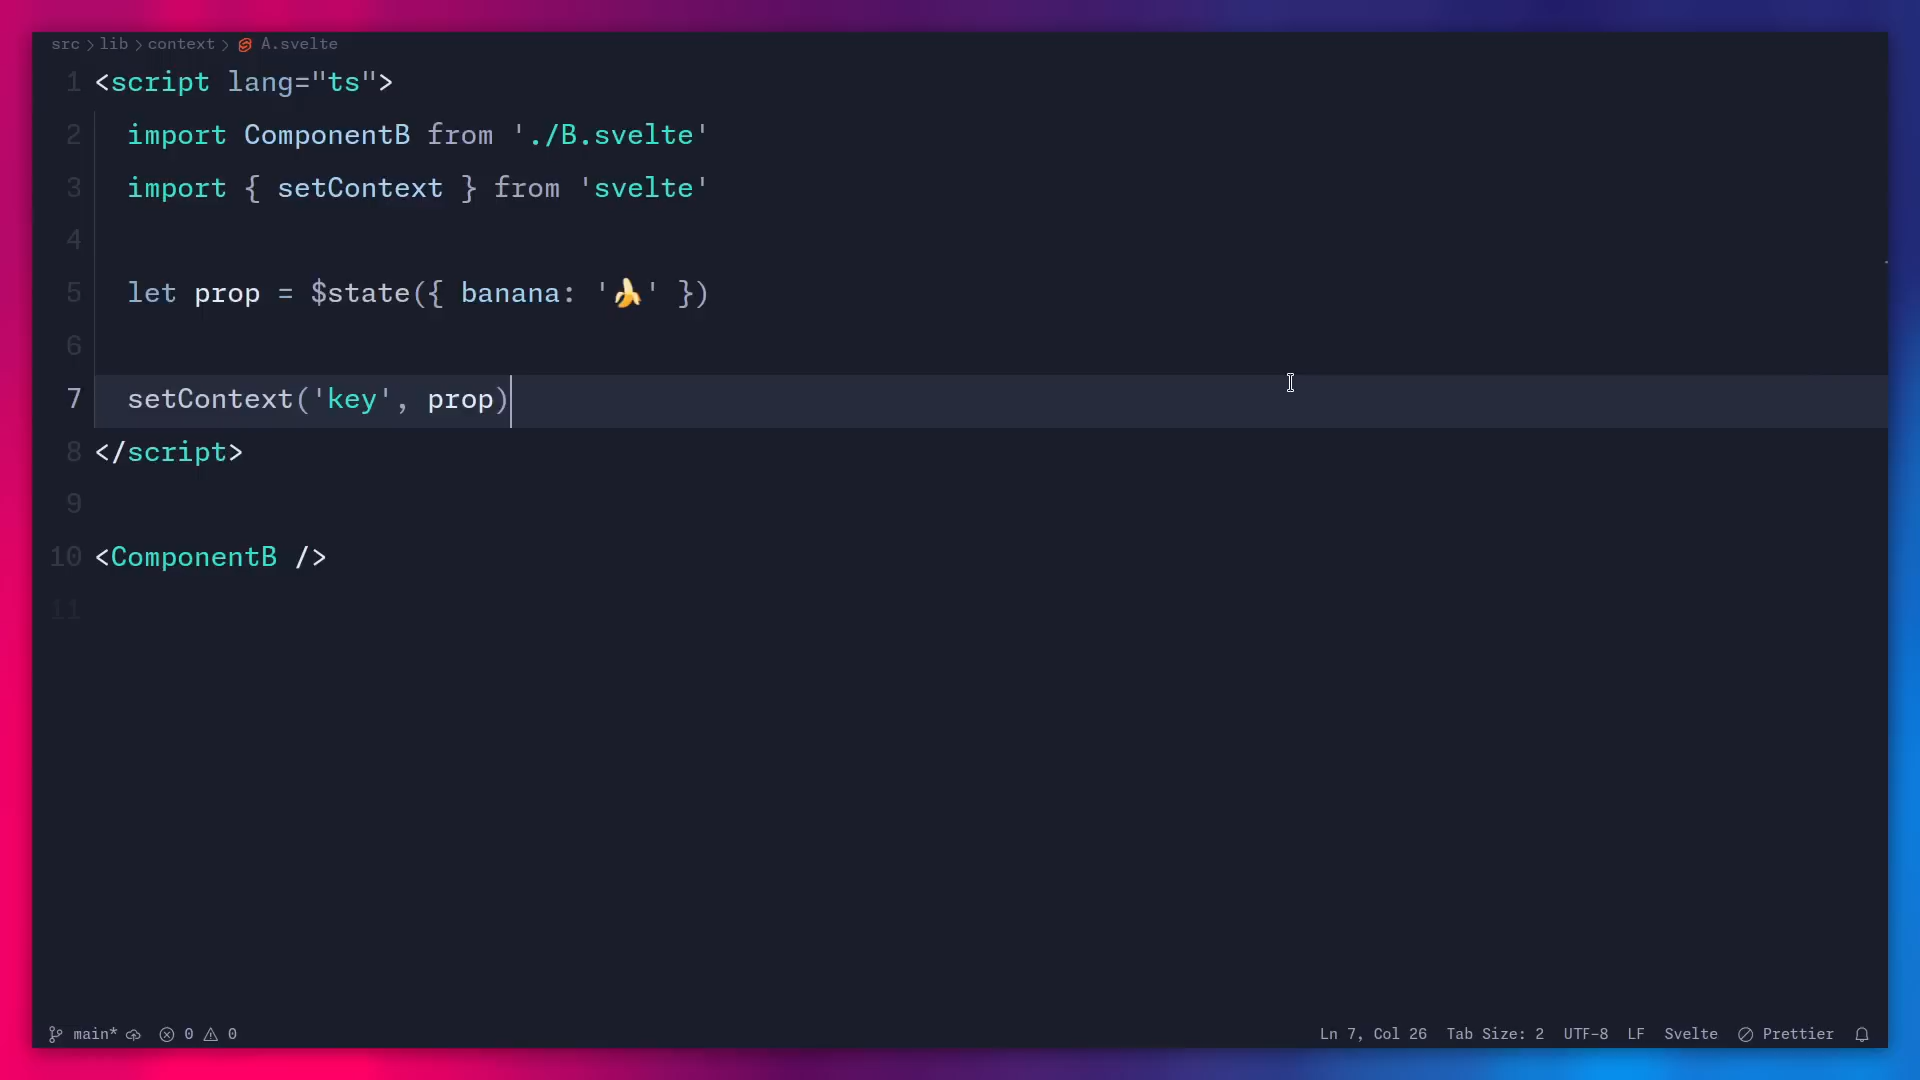 src > lib > context > A.svelte
1 <script lang="ts">
2 import ComponentB from './B.svelte'
3 import { setContext } from 'svelte'
4
5 let prop = $state({ banana: '🍌' })
6
7 setContext('key', prop)
8 </script>
9
10 <ComponentB />
11
main* 0 0 Ln 7, Col 26 Tab Size: 2 UTF-8 LF Svelte Prettier